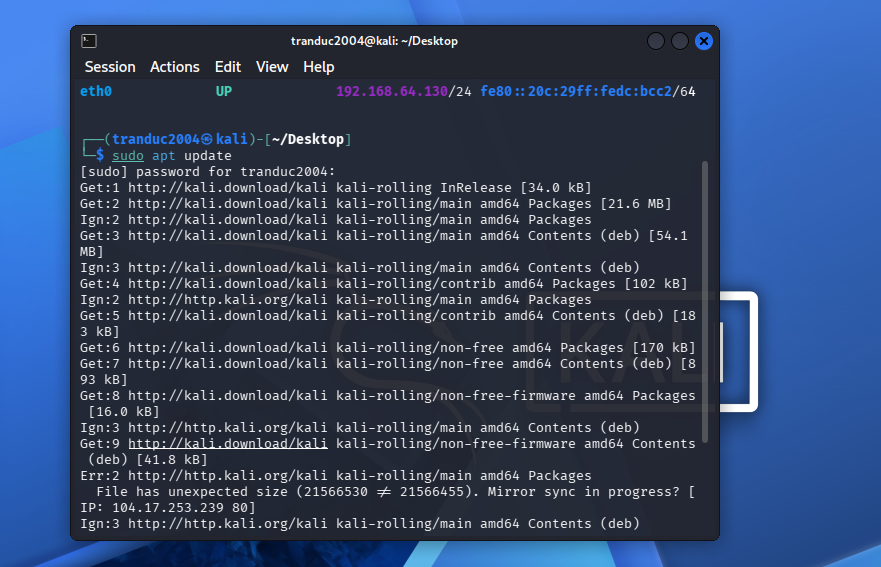 tranduc2004@kali: ~/Desktop
Session Actions Edit View Help
eth0 UP 192.168.64.130/24 fe80::20c:29ff:fedc:bcc2/64
┌──(tranduc2004㉿kali)-[~/Desktop]
└─$ sudo apt update
[sudo] password for tranduc2004:
Get:1 http://kali.download/kali kali-rolling InRelease [34.0 kB]
Get:2 http://kali.download/kali kali-rolling/main amd64 Packages [21.6 MB]
Ign:2 http://kali.download/kali kali-rolling/main amd64 Packages
Get:3 http://kali.download/kali kali-rolling/main amd64 Contents (deb) [54.1
MB]
Ign:3 http://kali.download/kali kali-rolling/main amd64 Contents (deb)
Get:4 http://kali.download/kali kali-rolling/contrib amd64 Packages [102 kB]
Ign:2 http://http.kali.org/kali kali-rolling/main amd64 Packages
Get:5 http://kali.download/kali kali-rolling/contrib amd64 Contents (deb) [18
3 kB]
Get:6 http://kali.download/kali kali-rolling/non-free amd64 Packages [170 kB]
Get:7 http://kali.download/kali kali-rolling/non-free amd64 Contents (deb) [8
93 kB]
Get:8 http://kali.download/kali kali-rolling/non-free-firmware amd64 Packages
[16.0 kB]
Ign:3 http://http.kali.org/kali kali-rolling/main amd64 Contents (deb)
Get:9 http://kali.download/kali kali-rolling/non-free-firmware amd64 Contents
(deb) [41.8 kB]
Err:2 http://http.kali.org/kali kali-rolling/main amd64 Packages
File has unexpected size (21566530 ≠ 21566455). Mirror sync in progress? [
IP: 104.17.253.239 80]
Ign:3 http://http.kali.org/kali kali-rolling/main amd64 Contents (deb)
KALI